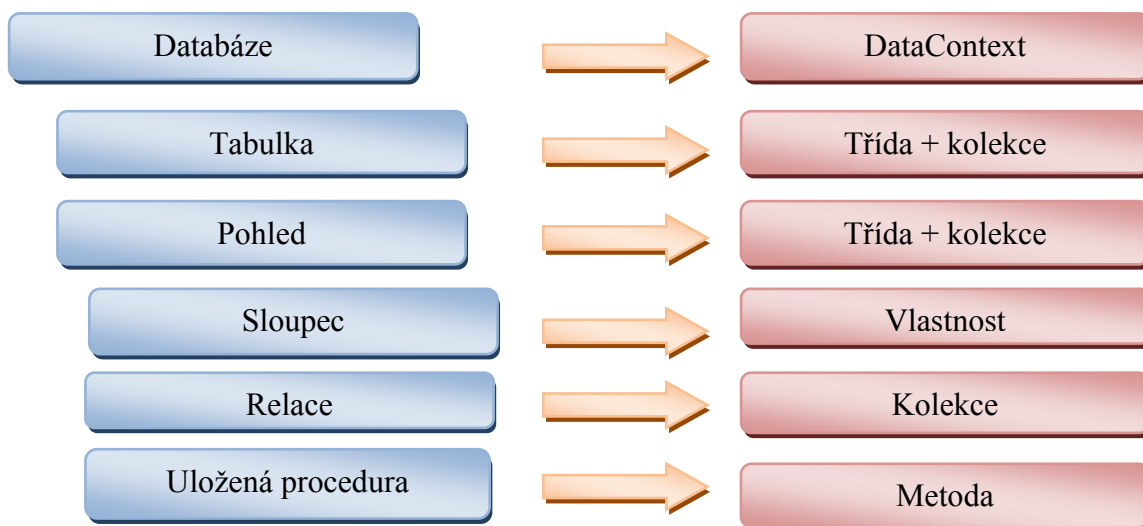 Databáze
DataContext
Tabulka
Třída + kolekce
Pohled
Třída + kolekce
Sloupec
Vlastnost
Relace
Kolekce
Uložená procedura
Metoda